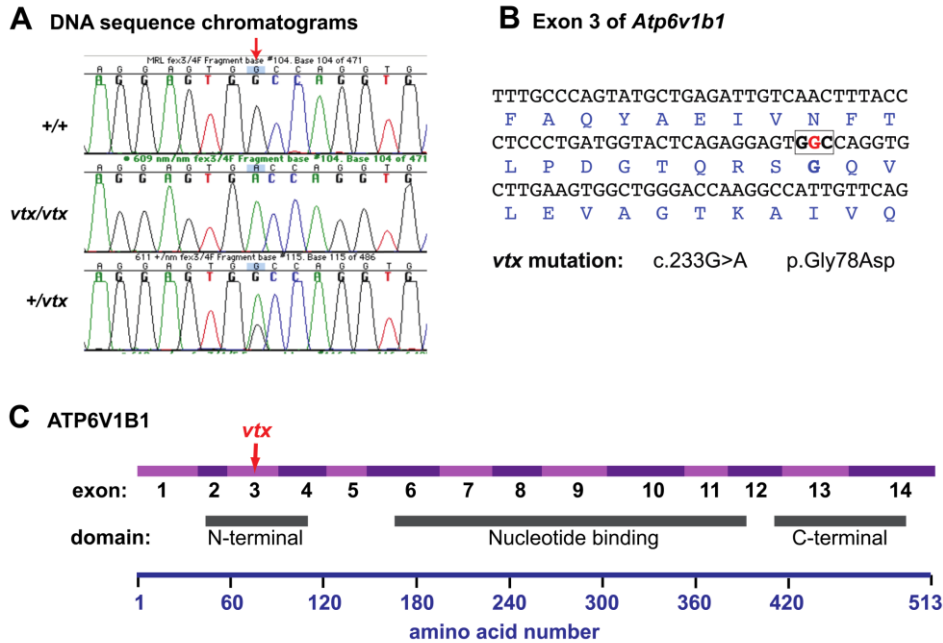 A DNA sequence chromatograms
MRL fex3/4F Fragment base #104. Base 104 of 471
A G G A G T G G C C A G G T G
A G G A G T G G C C A G G T G
+/+
609 nm/nm fex3/4F Fragment base #104. Base 104 of 471
A G G A G T G A C C A G G T G
A G G A G T G A C C A G G T G
vtx/vtx
611 +/nm fex3/4F Fragment base #115. Base 115 of 486
A G G A G T G G C C A G G T G
A G G A G T G G C C A G G T G
+/vtx
B Exon 3 of Atp6v1b1
TTTGCCCAGTATGCTGAGATTGTCAACTTTACC
F A Q Y A E I V N F T
CTCCCTGATGGTACTCAGAGGAGTGGCCAGGTG
L P D G T Q R S G Q V
CTTGAAGTGGCTGGGACCAAGGCCATTGTTCAG
L E V A G T K A I V Q
vtx mutation: c.233G>A p.Gly78Asp
C ATP6V1B1
vtx
exon: 1 2 3 4 5 6 7 8 9 10 11 12 13 14
domain: N-terminal Nucleotide binding C-terminal
1 60 120 180 240 300 360 420 513
amino acid number